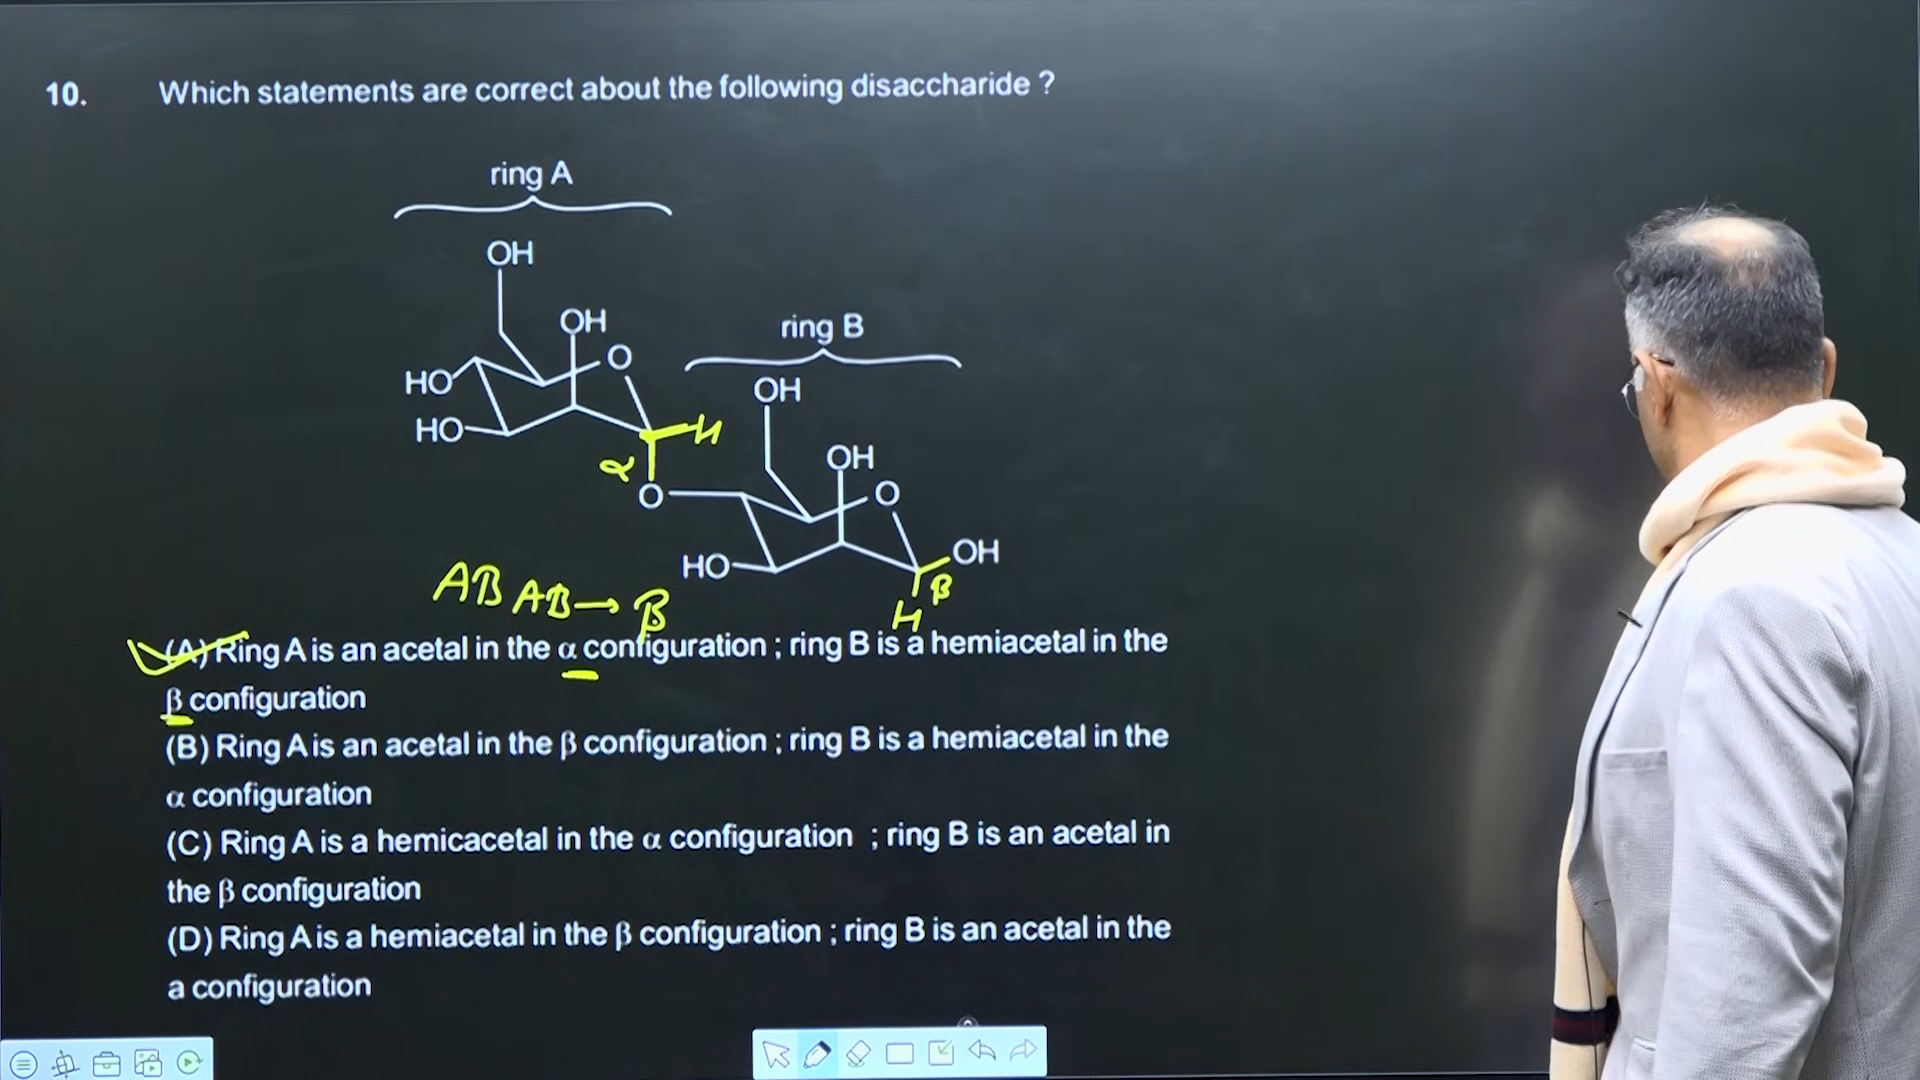 10. Which statements are correct about the following disaccharide ?
ring A
OH
OH
O
HO
HO
H
α
O
ring B
OH
OH
O
HO
OH
β
H
AB AB → β
(A) Ring A is an acetal in the α configuration ; ring B is a hemiacetal in the
β configuration
(B) Ring A is an acetal in the β configuration ; ring B is a hemiacetal in the
α configuration
(C) Ring A is a hemicacetal in the α configuration ; ring B is an acetal in
the β configuration
(D) Ring A is a hemiacetal in the β configuration ; ring B is an acetal in the
a configuration